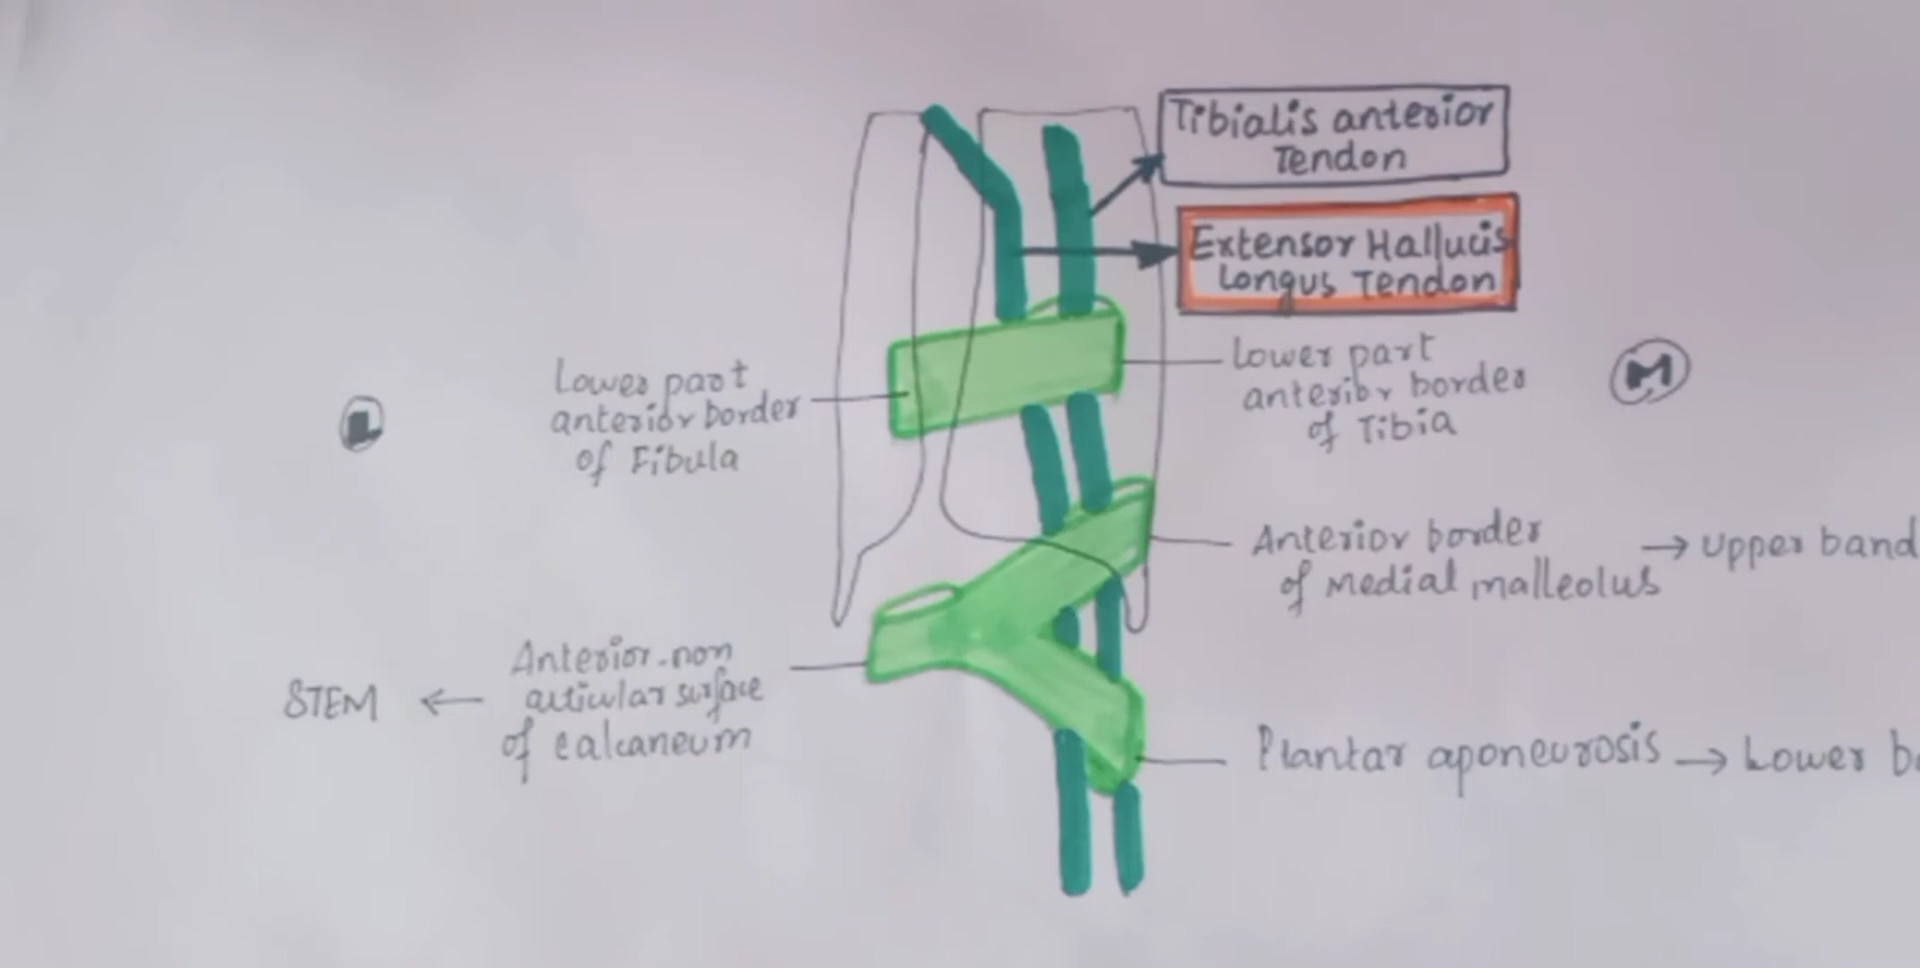 Tibialis anterior
Tendon
Extensor Hallucis
Longus Tendon
Lower part
anterior border
of Fibula
Lower part
anterior border
of Tibia
L
M
Anterior border
of Medial malleolus → Upper band
Anterior non
articular surface
of calcaneum
STEM ←
Plantar aponeurosis → Lower